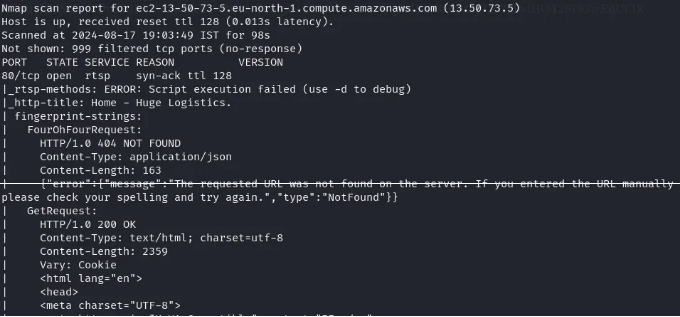 Nmap scan report for ec2-13-50-73-5.eu-north-1.compute.amazonaws.com (13.50.73.5)
Host is up, received reset ttl 128 (0.013s latency).
Scanned at 2024-08-17 19:03:49 IST for 98s
Not shown: 999 filtered tcp ports (no-response)
PORT   STATE SERVICE REASON          VERSION
80/tcp open  rtsp    syn-ack ttl 128
|_rtsp-methods: ERROR: Script execution failed (use -d to debug)
|_http-title: Home - Huge Logistics.
| fingerprint-strings:
|   FourOhFourRequest:
|     HTTP/1.0 404 NOT FOUND
|     Content-Type: application/json
|     Content-Length: 163
|     {"error":{"message":"The requested URL was not found on the server. If you entered the URL manually
please check your spelling and try again.","type":"NotFound"}}
|   GetRequest:
|     HTTP/1.0 200 OK
|     Content-Type: text/html; charset=utf-8
|     Content-Length: 2359
|     Vary: Cookie
|     <html lang="en">
|     <head>
|     <meta charset="UTF-8">